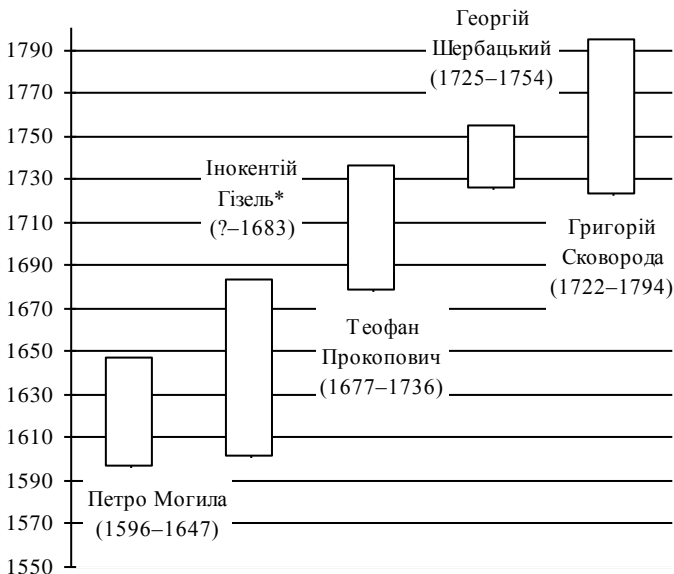 Георгій
Щербацький
(1725–1754)
1790
1770
1750
1730
1710
1690
1670
1650
1630
1610
1590
1570
1550
Інокентій
Гізель*
(?–1683)
Григорій
Сковорода
(1722–1794)
Теофан
Прокопович
(1677–1736)
Петро Могила
(1596–1647)